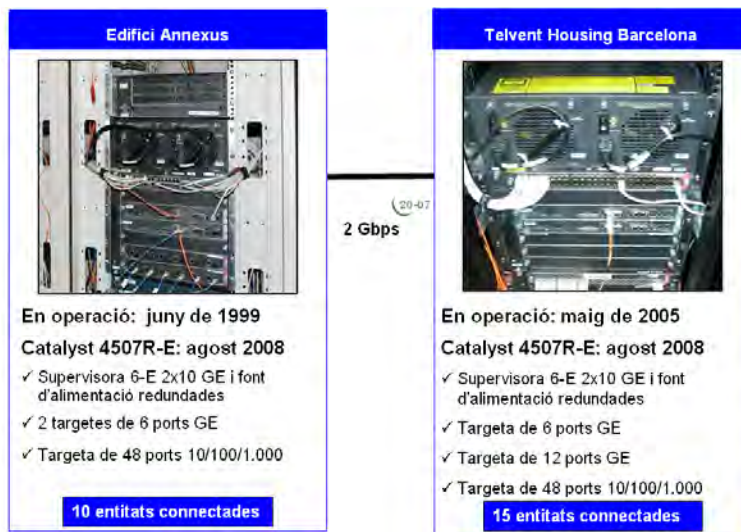 Edifici Annexus
En operació: juny de 1999
Catalyst 4507R-E: agost 2008
✓ Supervisora 6-E 2x10 GE i font
d'alimentació redundades
✓ 2 targetes de 6 ports GE
✓ Targeta de 48 ports 10/100/1.000
10 entitats connectades
20-07
2 Gbps
Telvent Housing Barcelona
En operació: maig de 2005
Catalyst 4507R-E: agost 2008
✓ Supervisora 6-E 2x10 GE i font
d'alimentació redundades
✓ Targeta de 6 ports GE
✓ Targeta de 12 ports GE
✓ Targeta de 48 ports 10/100/1.000
15 entitats connectades